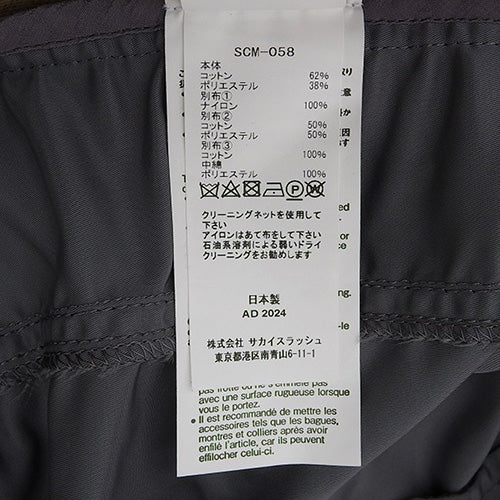 SCM-058
本体
コットン 62%
ポリエステル 38%
別布①
ナイロン 100%
別布②
コットン 50%
ポリエステル 50%
別布③
コットン 100%
中綿
ポリエステル 100%
クリーニングネットを使用して
下さい
アイロンはあて布をして下さい
石油系溶剤による弱いドライ
クリーニングをお勧めします
日本製
AD 2024
株式会社 サカイスラッシュ
東京都港区南青山6-11-1
avec une surface rugueuse lorsque
vous le portez.
• Il est recommandé de mettre les
accessoires tels que les bagues,
montres et colliers après avoir
enfilé l'article, car ils peuvent
effilocher celui-ci.